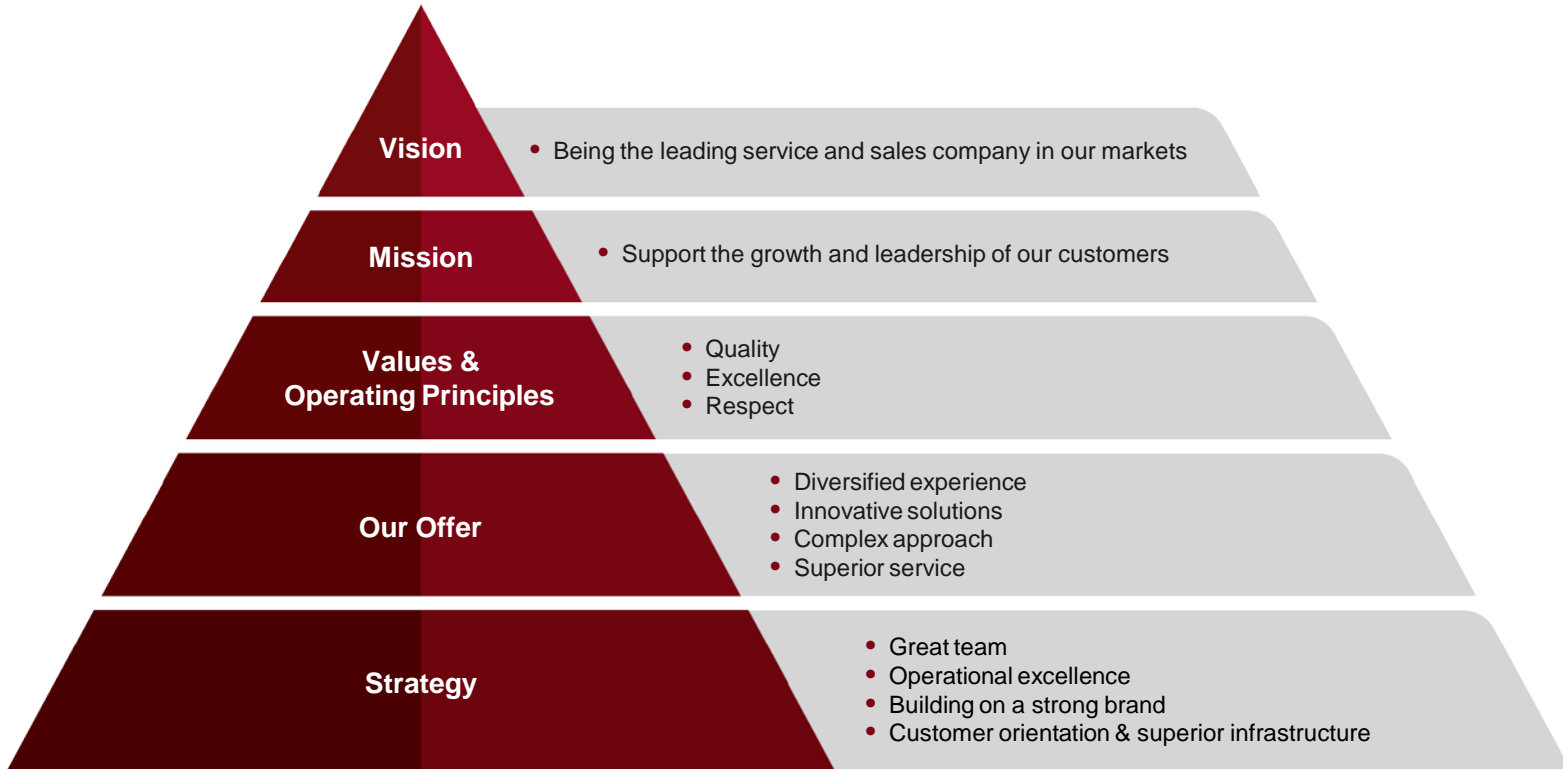 Vision
• Being the leading service and sales company in our markets
Mission
• Support the growth and leadership of our customers
Values &
Operating Principles
• Quality
• Excellence
• Respect
Our Offer
• Diversified experience
• Innovative solutions
• Complex approach
• Superior service
Strategy
• Great team
• Operational excellence
• Building on a strong brand
• Customer orientation & superior infrastructure